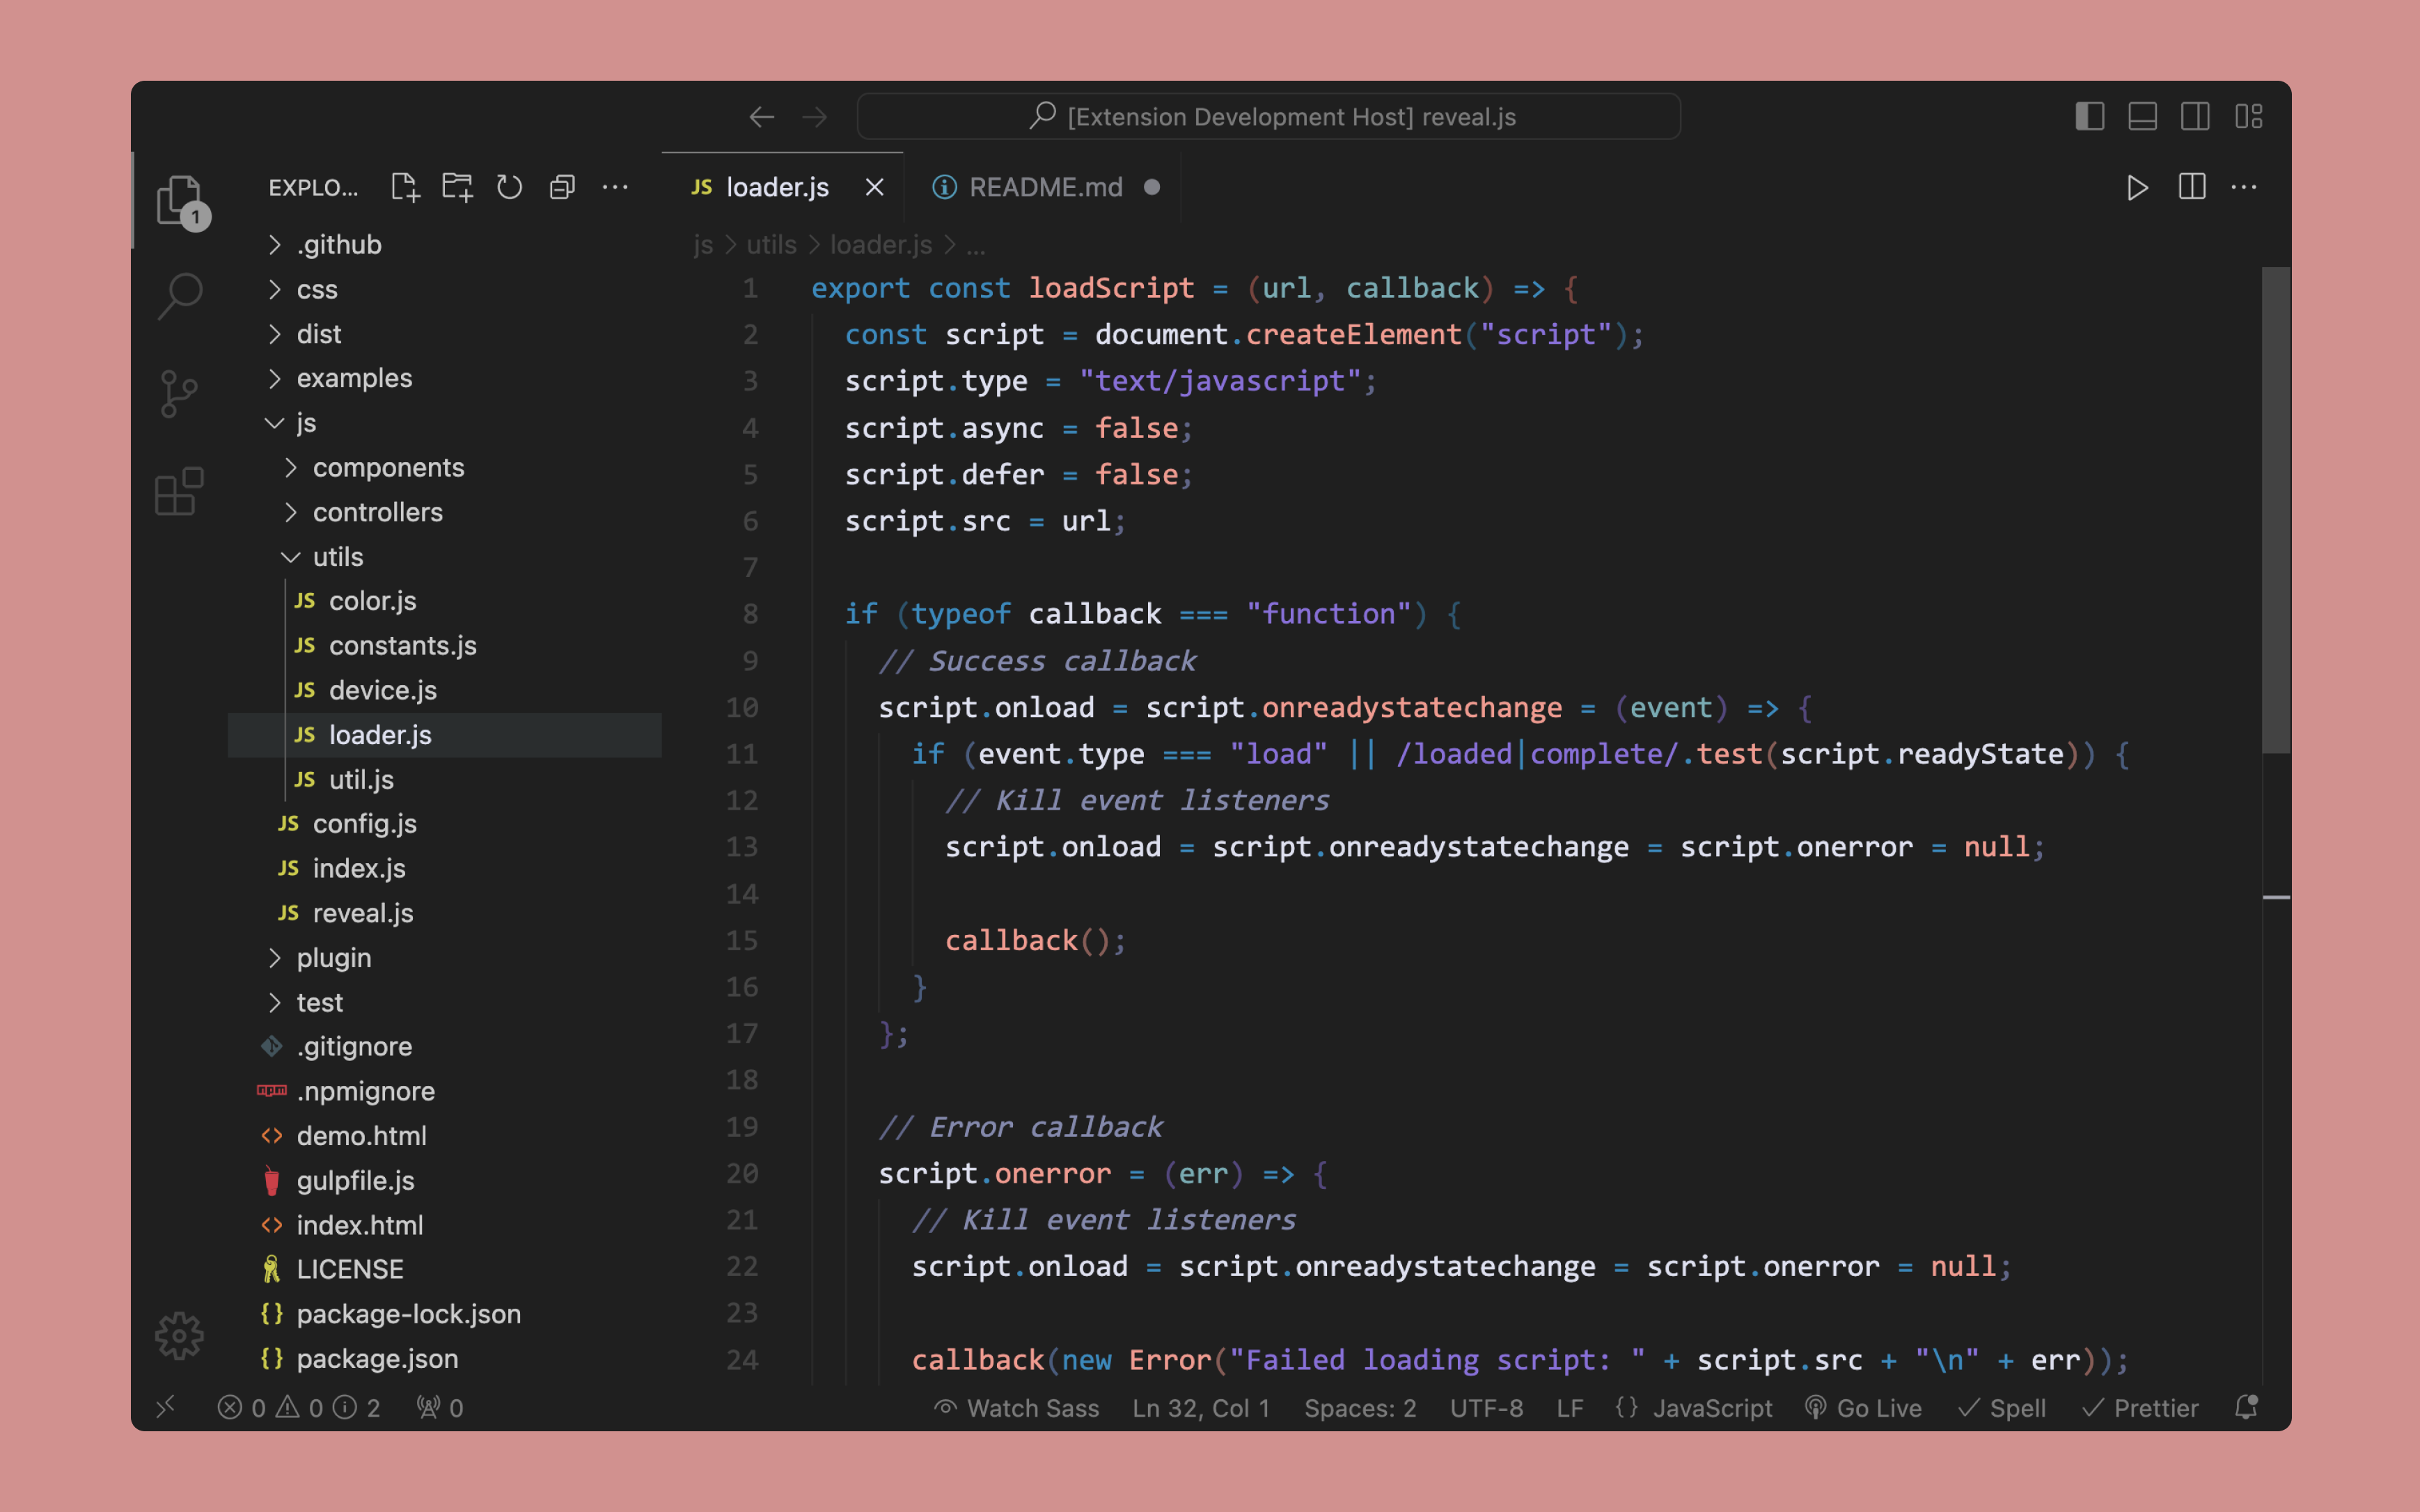 [Extension Development Host] reveal.js
1
EXPLO...
.github
css
dist
examples
js
components
controllers
utils
JS color.js
JS constants.js
JS device.js
JS loader.js
JS util.js
JS config.js
JS index.js
JS reveal.js
plugin
test
.gitignore
npm .npmignore
<> demo.html
gulpfile.js
<> index.html
LICENSE
{} package-lock.json
{} package.json
JS loader.js
README.md
js > utils > loader.js > ...
1 export const loadScript = (url, callback) => {
2 const script = document.createElement("script");
3 script.type = "text/javascript";
4 script.async = false;
5 script.defer = false;
6 script.src = url;
7
8 if (typeof callback === "function") {
9 // Success callback
10 script.onload = script.onreadystatechange = (event) => {
11 if (event.type === "load" || /loaded|complete/.test(script.readyState)) {
12 // Kill event listeners
13 script.onload = script.onreadystatechange = script.onerror = null;
14
15 callback();
16 }
17 };
18
19 // Error callback
20 script.onerror = (err) => {
21 // Kill event listeners
22 script.onload = script.onreadystatechange = script.onerror = null;
23
24 callback(new Error("Failed loading script: " + script.src + "\n" + err));
0 0 2 0 Watch Sass Ln 32, Col 1 Spaces: 2 UTF-8 LF {} JavaScript Go Live Spell Prettier